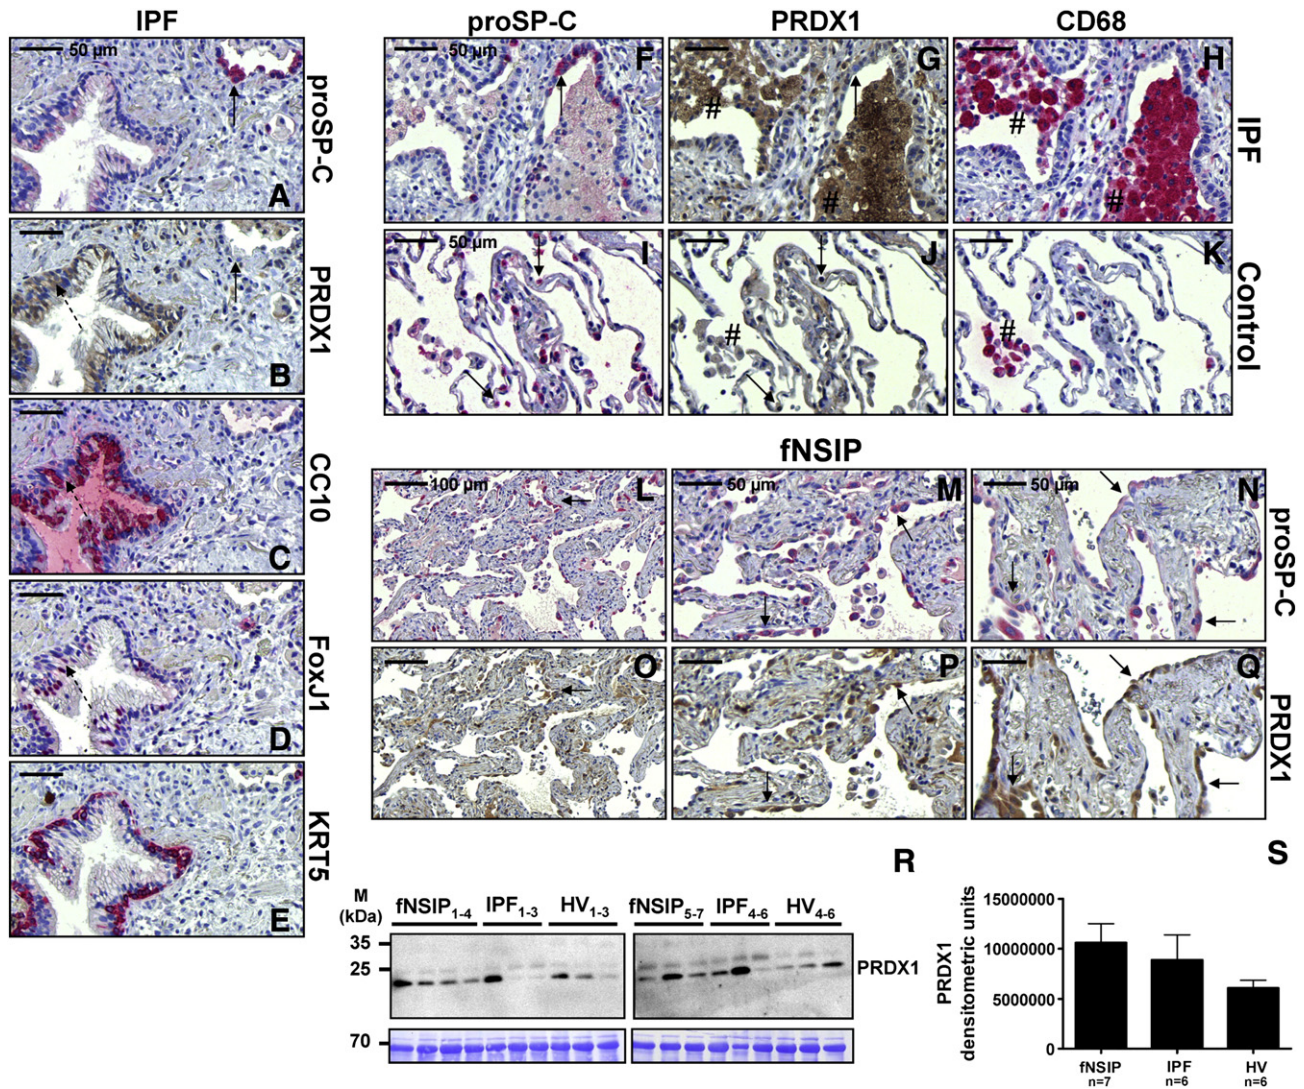 IPF
50 µm
proSP-C
A
PRDX1
B
CC10
C
FoxJ1
D
KRT5
E
proSP-C PRDX1 CD68
50 µm
F
#
#
G
#
#
H
IPF
50 µm
I
#
J
#
K
Control
fNSIP
100 µm
L
50 µm
M
50 µm
N
proSP-C
O
P
Q
PRDX1
R
M
(kDa)
fNSIP1-4 IPF1-3 HV1-3 fNSIP5-7 IPF4-6 HV4-6
35
25
PRDX1
70
S
PRDX1
densitometric units
15000000
10000000
5000000
0
fNSIP IPF HV
n=7 n=6 n=6